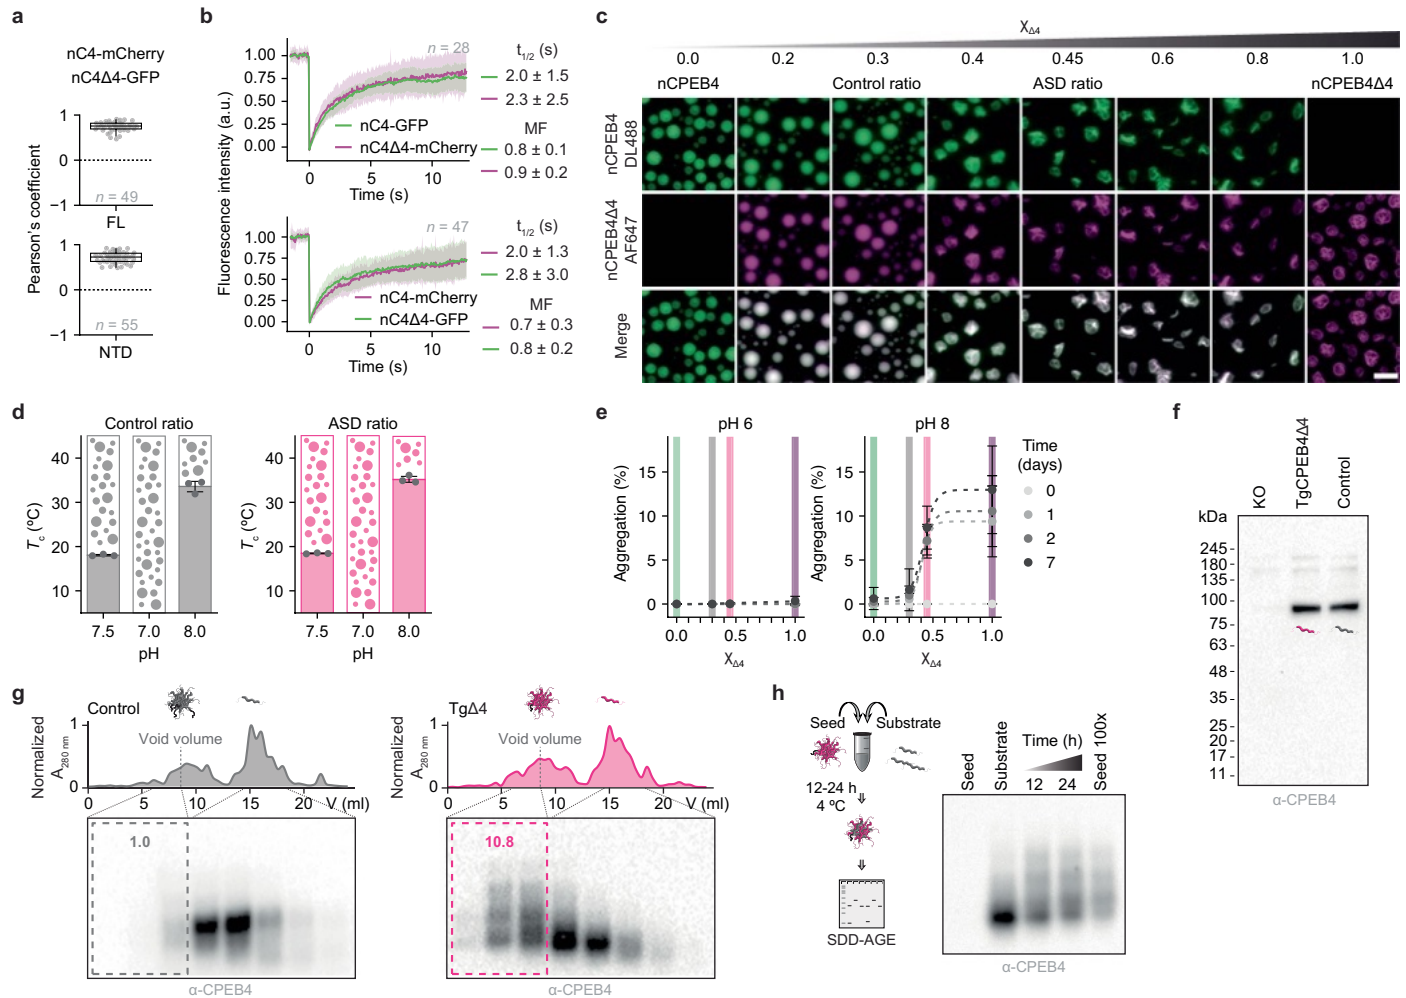 a
nC4-mCherry
nC4Δ4-GFP
Pearson's coefficient
1
0
−1
n = 49
FL
1
0
−1
n = 55
NTD
b
Fluorescence intensity (a.u.)
n = 28
1.00
0.75
0.50
0.25
0.00
nC4-GFP
nC4Δ4-mCherry
0 5 10
Time (s)
t1/2 (s)
2.0 ± 1.5
2.3 ± 2.5
MF
0.8 ± 0.1
0.9 ± 0.2
n = 47
1.00
0.75
0.50
0.25
0.00
nC4-mCherry
nC4Δ4-GFP
0 5 10
Time (s)
t1/2 (s)
2.0 ± 1.3
2.8 ± 3.0
MF
0.7 ± 0.3
0.8 ± 0.2
c
χΔ4
0.0 0.2 0.3 0.4 0.45 0.6 0.8 1.0
nCPEB4 Control ratio ASD ratio nCPEB4Δ4
nCPEB4
DL488
nCPEB4Δ4
AF647
Merge
d
Control ratio
Tc (ºC)
40
30
20
10
7.5 7.0 8.0
pH
ASD ratio
Tc (ºC)
40
30
20
10
7.5 7.0 8.0
pH
e
pH 6
Aggregation (%)
15
10
5
0
0.0 0.5 1.0
χΔ4
pH 8
Aggregation (%)
15
10
5
0
0.0 0.5 1.0
χΔ4
Time
(days)
0
1
2
7
f
KO
TgCPEB4Δ4
Control
kDa
245
180
135
100
75
63
48
35
25
20
17
11
α-CPEB4
g
Control
Normalized
A280 nm
1
0
Void volume
0 5 10 15 20 V (ml)
1.0
α-CPEB4
TgΔ4
Normalized
A280 nm
1
0
Void volume
0 5 10 15 20 V (ml)
10.8
α-CPEB4
h
Seed Substrate
12-24 h
4 ºC
SDD-AGE
Seed
Substrate
Time (h)
12 24
Seed 100x
α-CPEB4